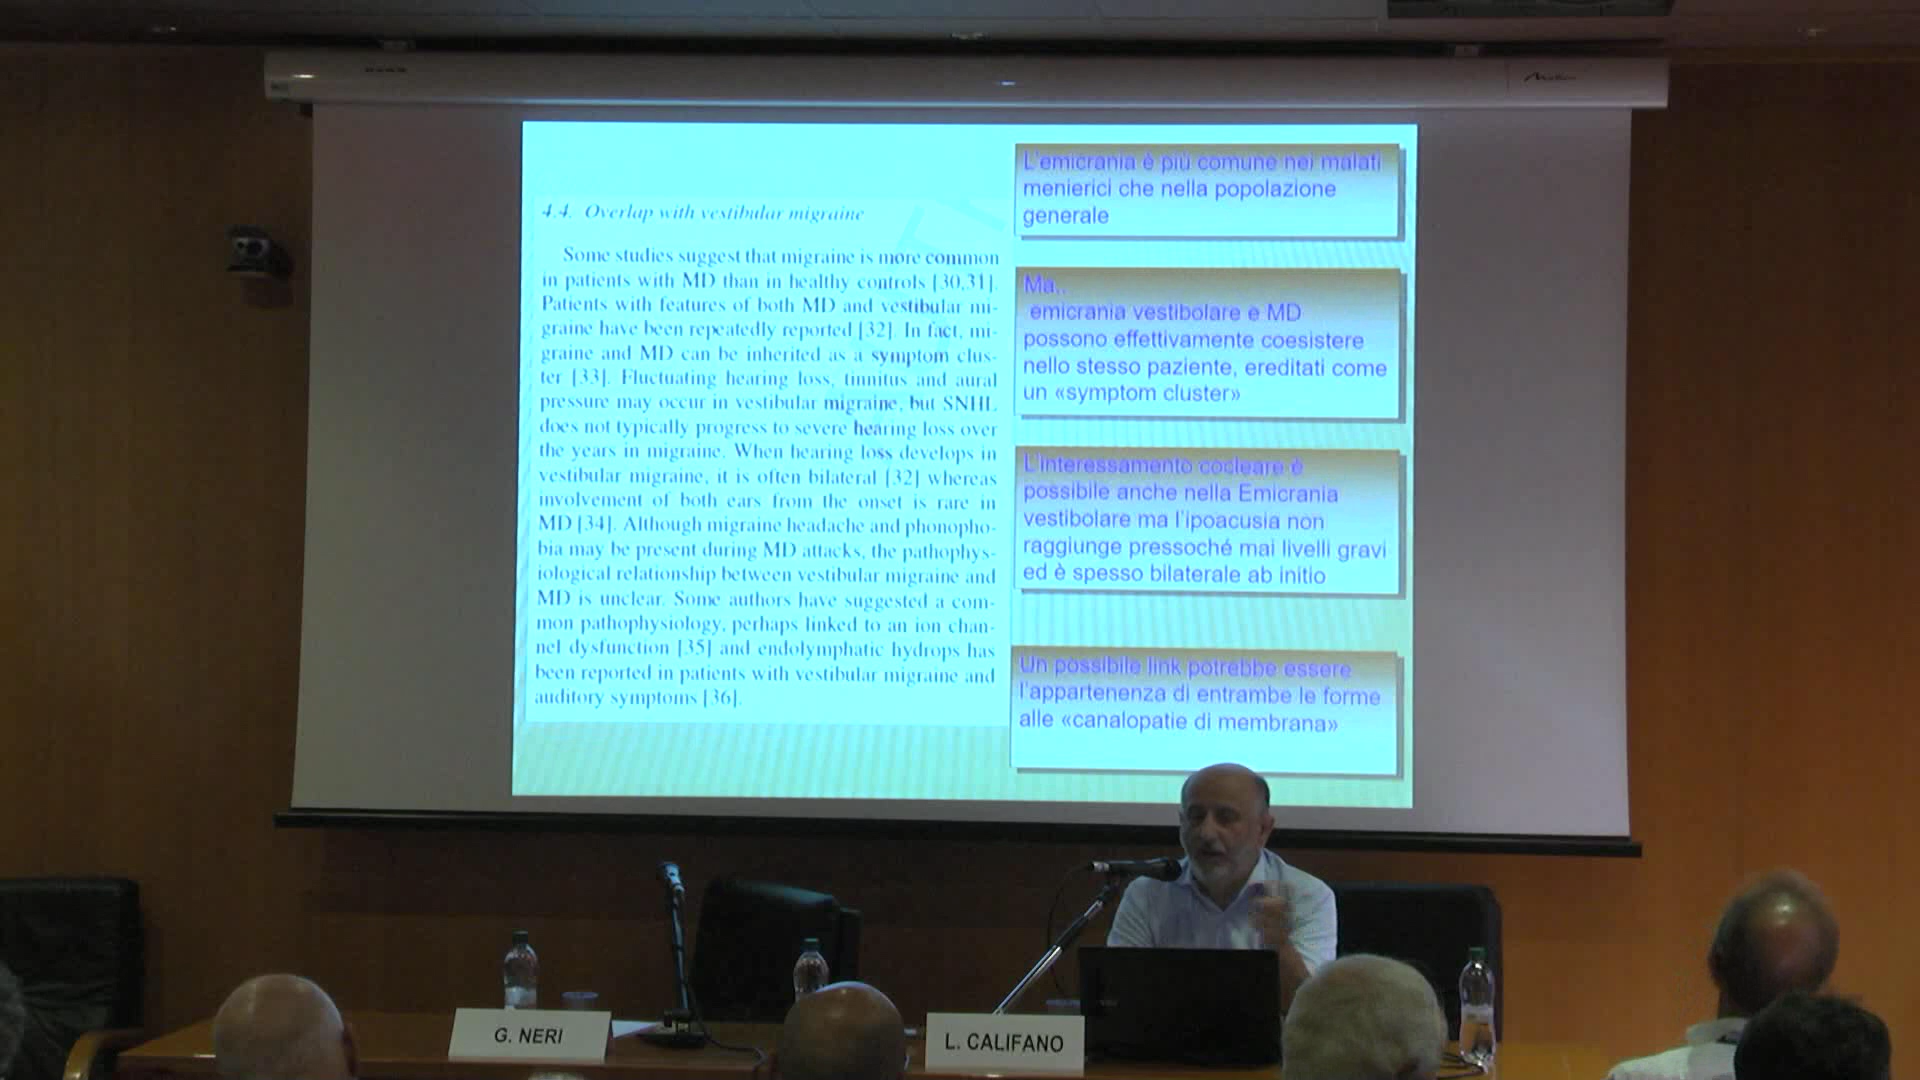 4.4. Overlap with vestibular migraine
Some studies suggest that migraine is more common
in patients with MD than in healthy controls [30,31].
Patients with features of both MD and vestibular mi-
graine have been repeatedly reported [32]. In fact, mi-
graine and MD can be inherited as a symptom clus-
ter [33]. Fluctuating hearing loss, tinnitus and aural
pressure may occur in vestibular migraine, but SNHL
does not typically progress to severe hearing loss over
the years in migraine. When hearing loss develops in
vestibular migraine, it is often bilateral [32] whereas
involvement of both ears from the onset is rare in
MD [34]. Although migraine headache and phonopho-
bia may be present during MD attacks, the pathophys-
iological relationship between vestibular migraine and
MD is unclear. Some authors have suggested a com-
mon pathophysiology, perhaps linked to an ion chan-
nel dysfunction [35] and endolymphatic hydrops has
been reported in patients with vestibular migraine and
auditory symptoms [36].
L'emicrania è più comune nei malati
menierici che nella popolazione
generale
Ma..
emicrania vestibolare e MD
possono effettivamente coesistere
nello stesso paziente, ereditati come
un «symptom cluster»
L'interessamento cocleare è
possibile anche nella Emicrania
vestibolare ma l'ipoacusia non
raggiunge pressoché mai livelli gravi
ed è spesso bilaterale ab initio
Un possibile link potrebbe essere
l'appartenenza di entrambe le forme
alle «canalopatie di membrana»
G. NERI
L. CALIFANO